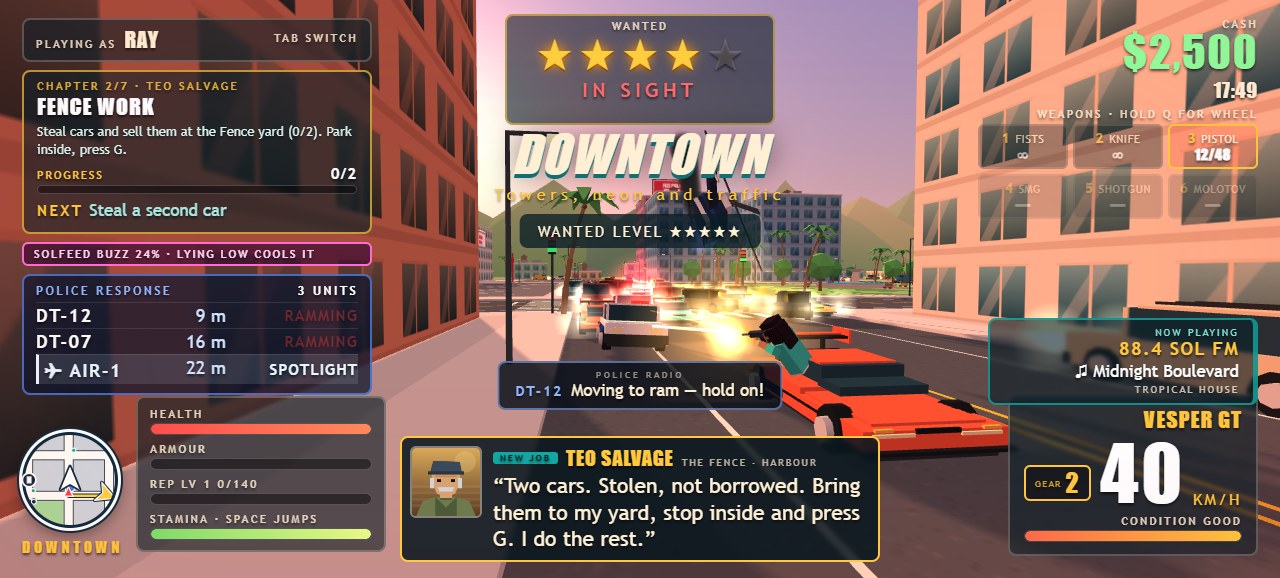 PLAYING AS RAY TAB SWITCH
CHAPTER 2/7 · TEO SALVAGE
FENCE WORK
Steal cars and sell them at the Fence yard (0/2). Park
inside, press G.
PROGRESS 0/2
NEXT Steal a second car
SOLFEED BUZZ 24% · LYING LOW COOLS IT
POLICE RESPONSE 3 UNITS
DT-12 9 m RAMMING
DT-07 16 m RAMMING
AIR-1 22 m SPOTLIGHT
HEALTH
ARMOUR
REP LV 1 0/140
STAMINA · SPACE JUMPS
DOWNTOWN
WANTED
★★★★★
IN SIGHT
DOWNTOWN
Towers, neon and traffic
WANTED LEVEL ★★★★★
POLICE RADIO
DT-12 Moving to ram — hold on!
NEW JOB TEO SALVAGE THE FENCE · HARBOUR
“Two cars. Stolen, not borrowed. Bring
them to my yard, stop inside and press
G. I do the rest.”
CASH
$2,500
17:49
WEAPONS · HOLD Q FOR WHEEL
1 FISTS 2 KNIFE 3 PISTOL
∞ ∞ 12/48
4 SMG 5 SHOTGUN 6 MOLOTOV
— — —
NOW PLAYING
88.4 SOL FM
♫ Midnight Boulevard
TROPICAL HOUSE
VESPER GT
GEAR 2 40 KM/H
CONDITION GOOD